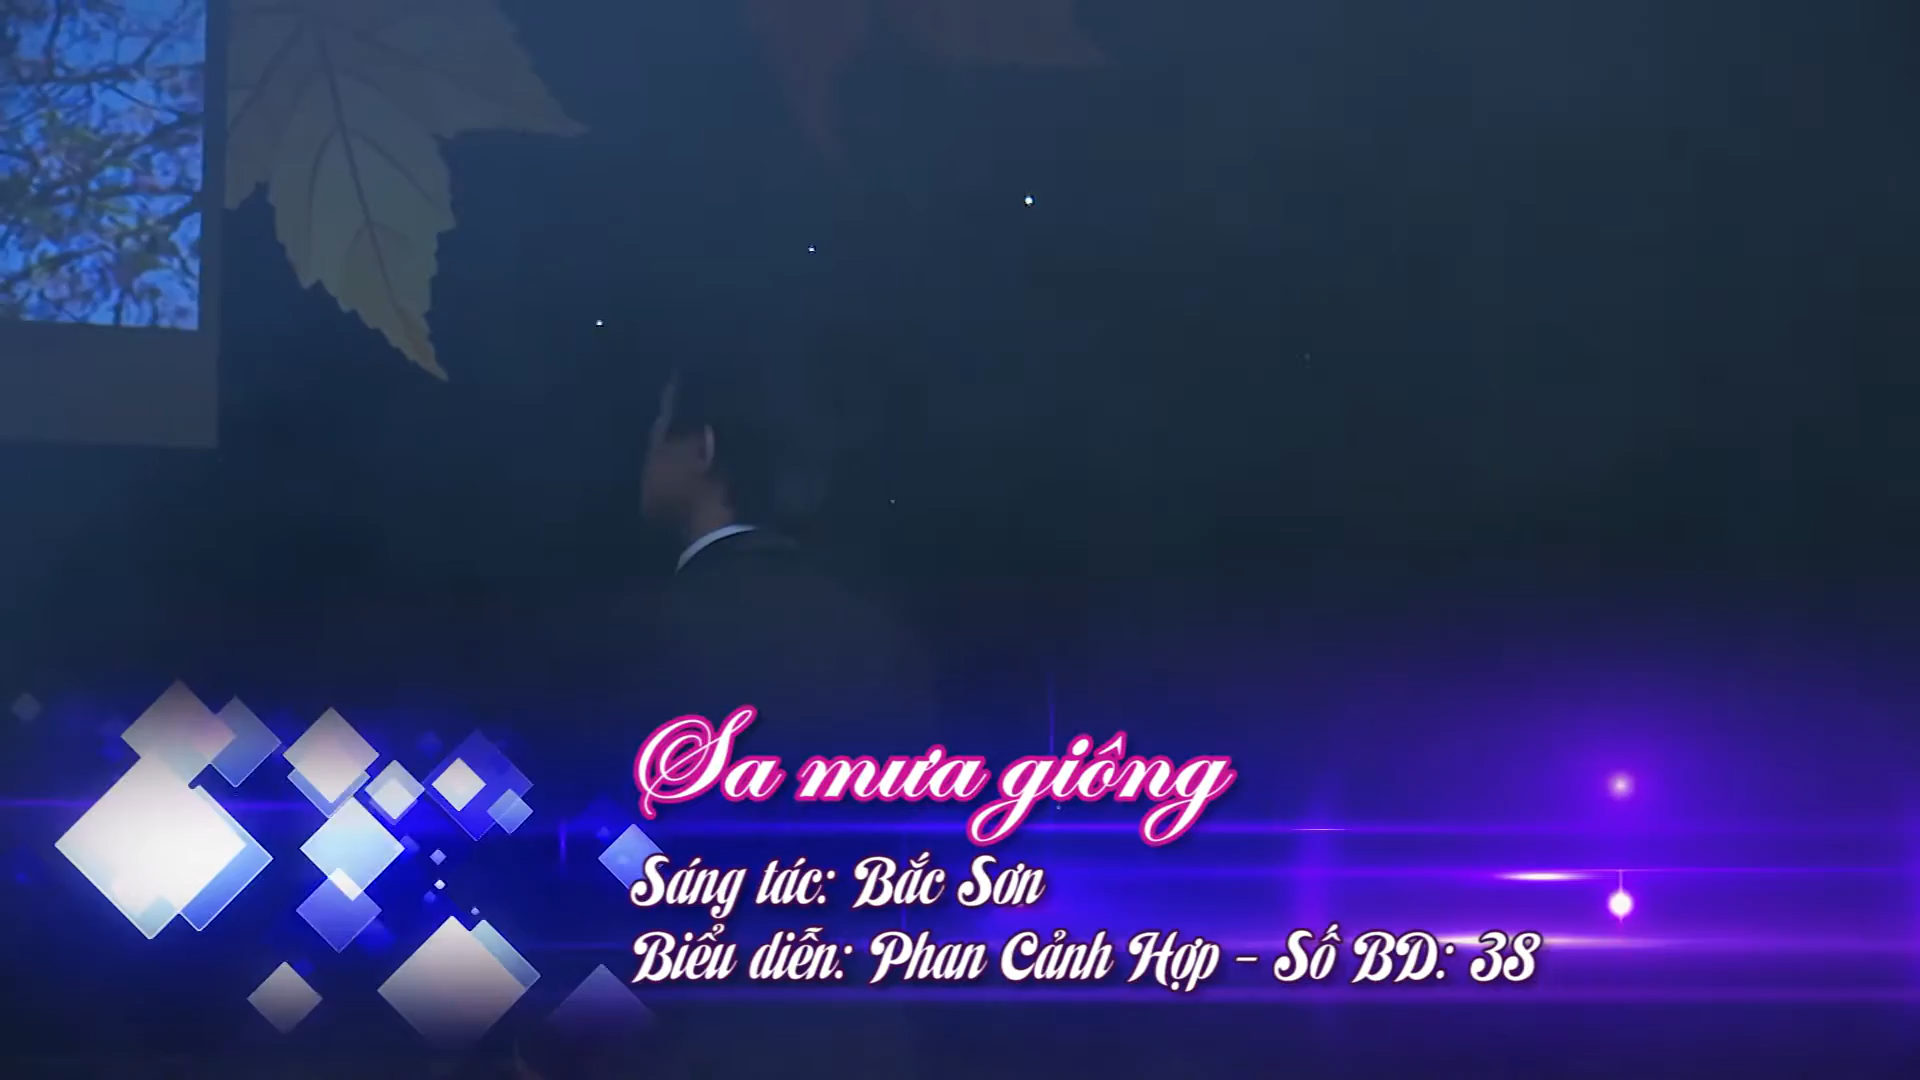 Sa mưa giông
Sáng tác: Bắc Sơn
Biểu diễn: Phan Cảnh Hợp - Số BD: 38